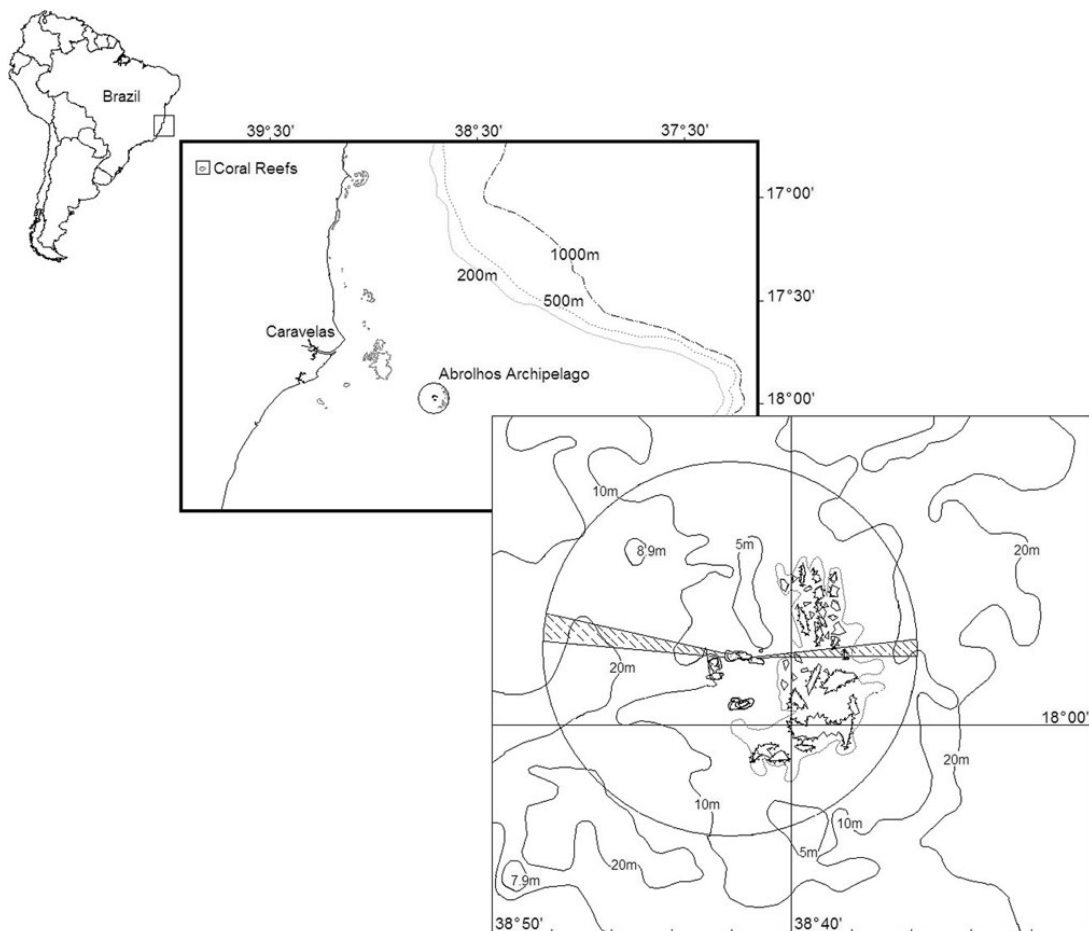 Brazil
39°30'
38°30'
37°30'
Coral Reefs
17°00'
1000m
200m
500m
17°30'
Caravelas
Abrolhos Archipelago
18°00'
10m
5m
8.9m
20m
20m
18°00'
20m
10m
10m
5m
20m
7.9m
38°50'
38°40'